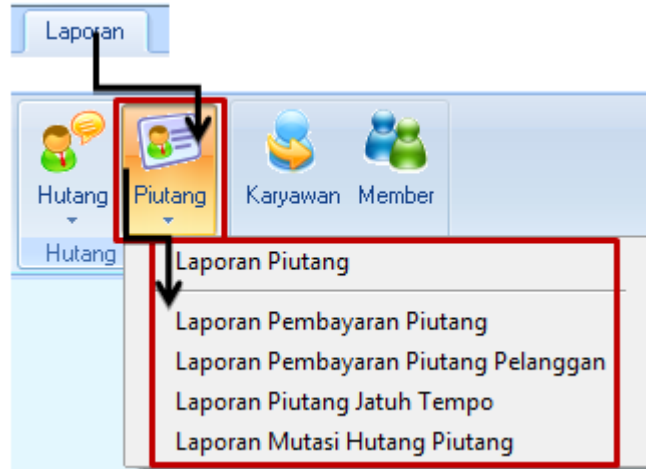 Laporan
Hutang Piutang Karyawan Member
Hutang
Laporan Piutang
Laporan Pembayaran Piutang
Laporan Pembayaran Piutang Pelanggan
Laporan Piutang Jatuh Tempo
Laporan Mutasi Hutang Piutang